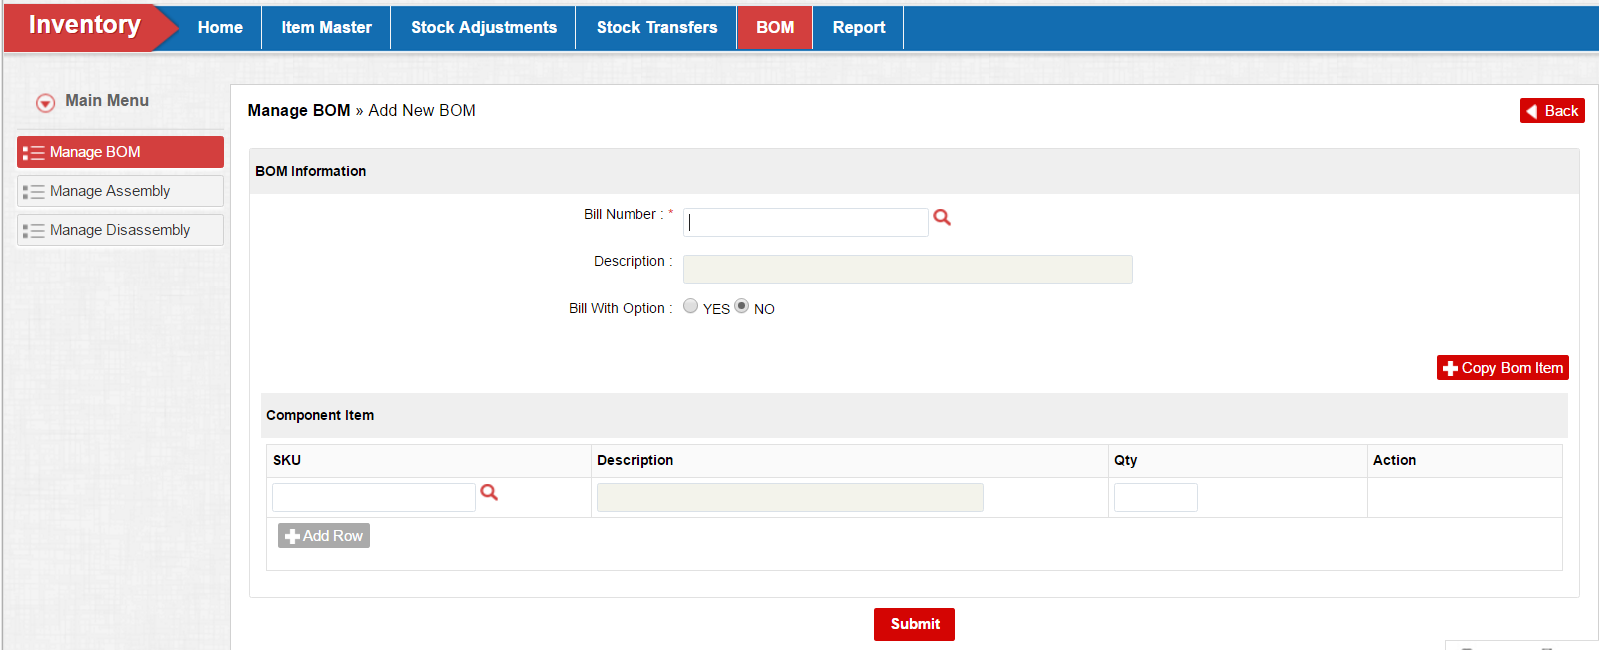 Inventory Home Item Master Stock Adjustments Stock Transfers BOM Report
Main Menu
Manage BOM
Manage Assembly
Manage Disassembly
Manage BOM » Add New BOM
Back
BOM Information
Bill Number : *
Description :
Bill With Option : YES NO
Copy Bom Item
Component Item
SKU Description Qty Action
Add Row
Submit